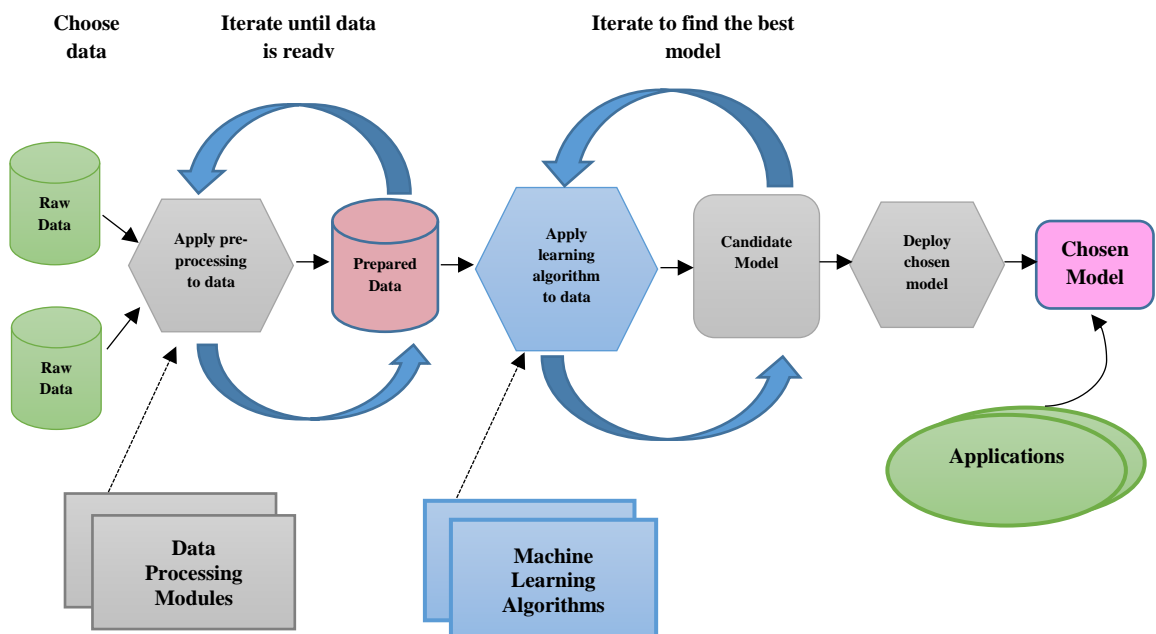 Choose
data
Iterate until data
is readv
Iterate to find the best
model
Raw
Data
Raw
Data
Apply pre-
processing
to data
Prepared
Data
Apply
learning
algorithm
to data
Candidate
Model
Deploy
chosen
model
Chosen
Model
Applications
Data
Processing
Modules
Machine
Learning
Algorithms